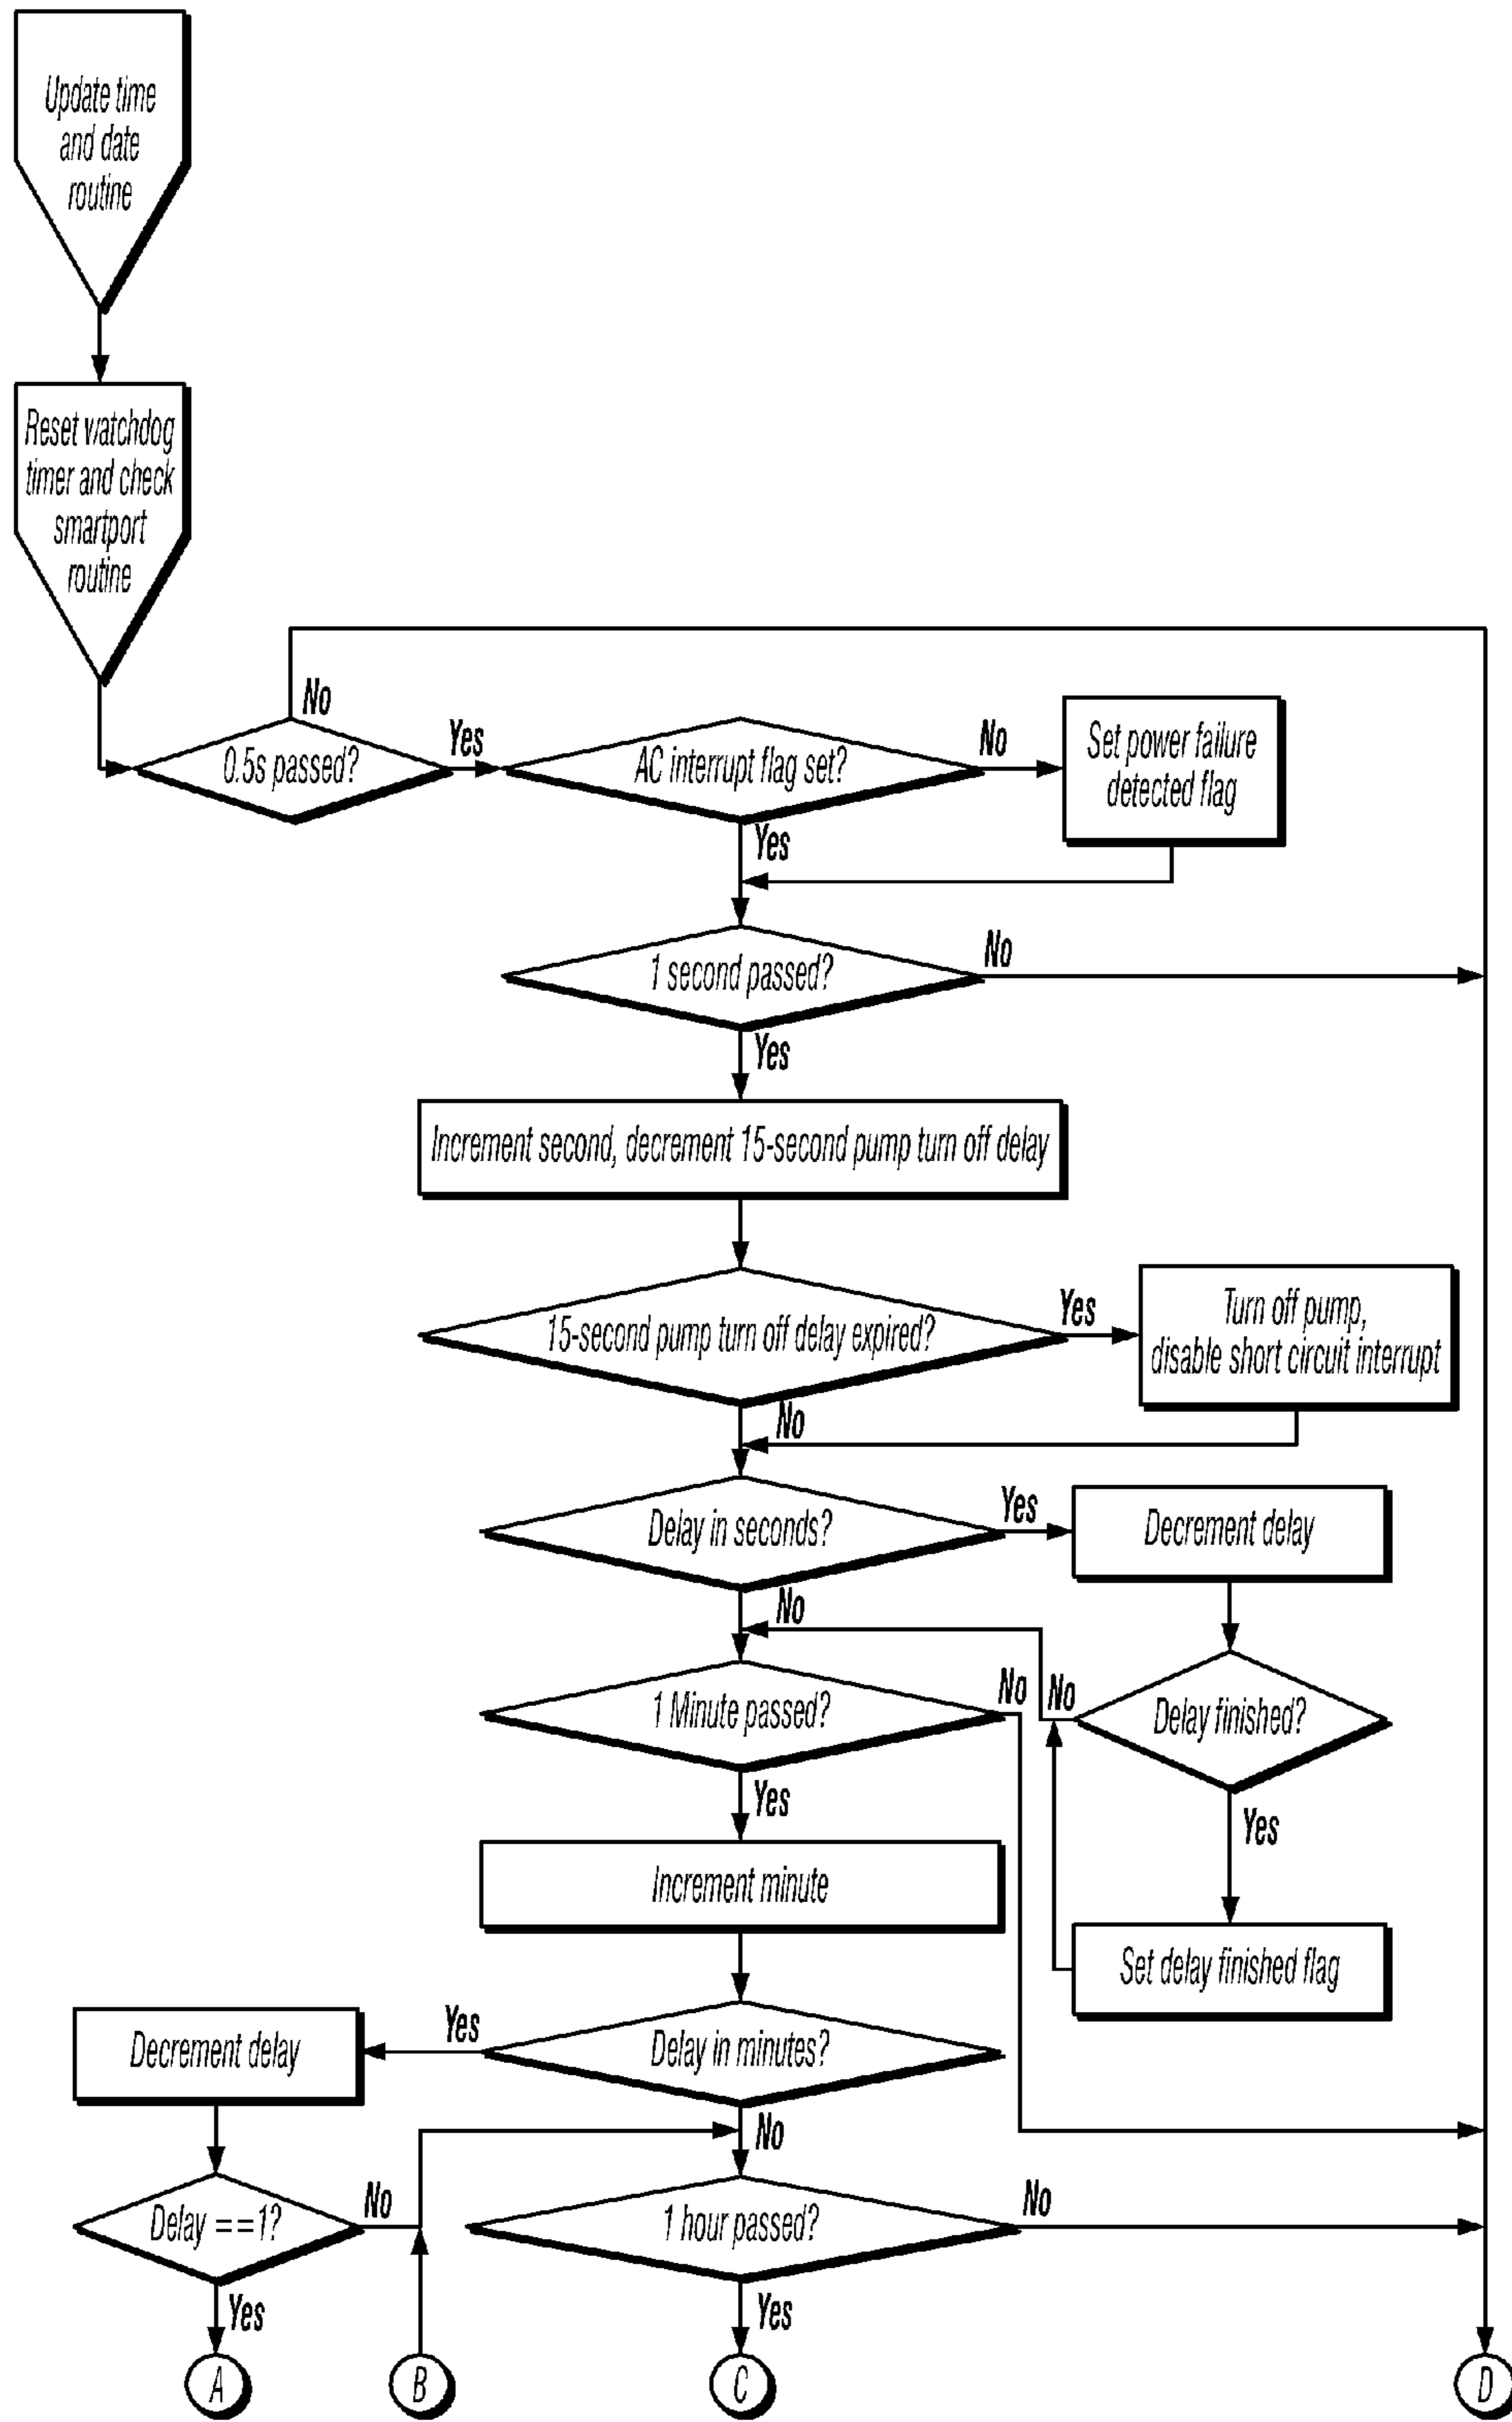 Update time
and date
routine
Reset watchdog
timer and check
smartport
routine
No
0.5s passed?
Yes
AC interrupt flag set?
No
Set power failure
detected flag
Yes
1 second passed?
No
Yes
Increment second, decrement 15-second pump turn off delay
15-second pump turn off delay expired?
Yes
Turn off pump,
disable short circuit interrupt
No
Delay in seconds?
Yes
Decrement delay
No
1 Minute passed?
No
No
Delay finished?
Yes
Yes
Increment minute
Set delay finished flag
Decrement delay
Yes
Delay in minutes?
No
Delay ==1?
No
1 hour passed?
No
Yes
Yes
A
B
C
D